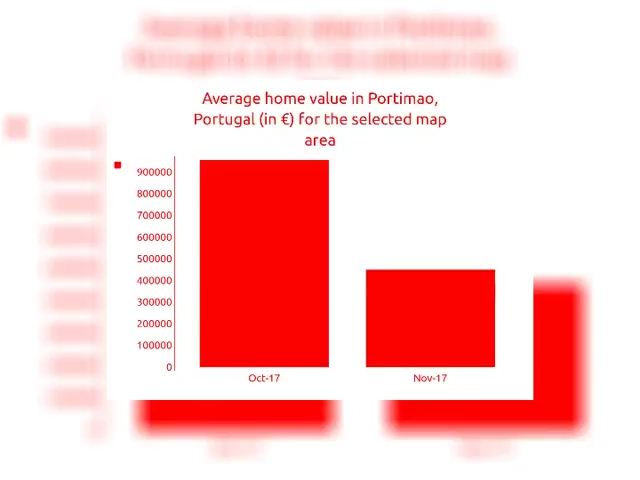 Average home value in Portimao,
Portugal (in €) for the selected map
area
900000
800000
700000
600000
500000
400000
300000
200000
100000
0
Oct-17
Nov-17